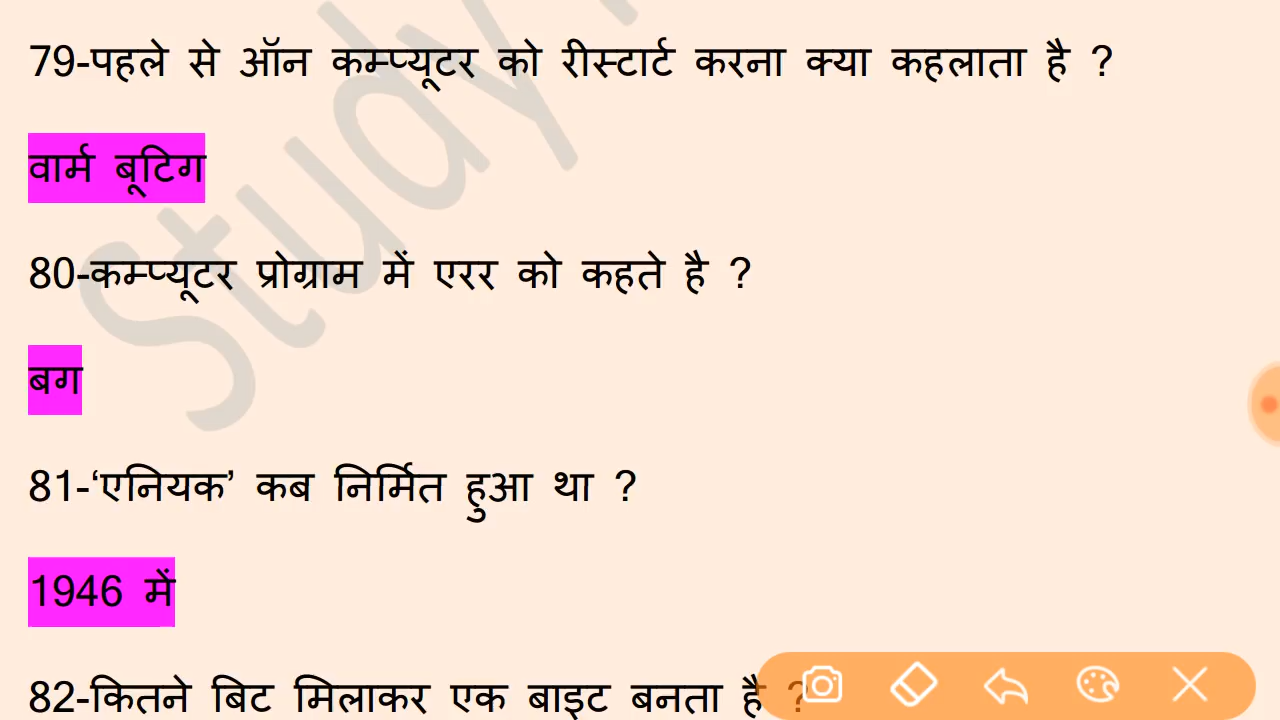 79-पहले से ऑन कम्प्यूटर को रीस्टार्ट करना क्या कहलाता है ?
वार्म बूटिग
80-कम्प्यूटर प्रोग्राम में एरर को कहते है ?
बग
81-‘एनियक’ कब निर्मित हुआ था ?
1946 में
82-कितने बिट मिलाकर एक बाइट बनता है ?
Study